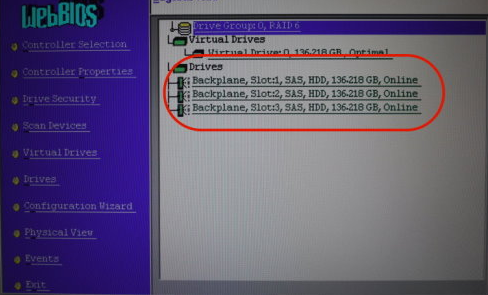 WebBIOS
Controller Selection
Controller Properties
Drive Security
Scan Devices
Virtual Drives
Drives
Configuration Wizard
Physical View
Events
Exit
Drive Group: 0, RAID 6
Virtual Drives
Virtual Drive: 0, 136.218 GB, Optimal
Drives
Backplane, Slot:1, SAS, HDD, 136.218 GB, Online
Backplane, Slot:2, SAS, HDD, 136.218 GB, Online
Backplane, Slot:3, SAS, HDD, 136.218 GB, Online